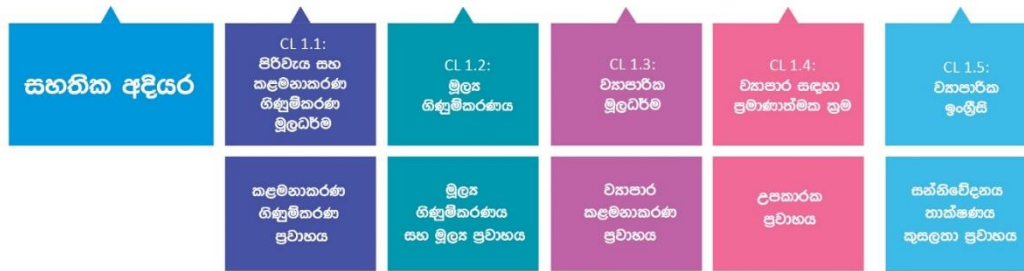 සහතික අදියර
CL 1.1:
පිරිවැය සහ
කළමනාකරණ
ගිණුම්කරණ
මූලධර්ම
CL 1.2:
මූල්‍ය
ගිණුම්කරණය
CL 1.3:
ව්‍යාපාරික
මූලධර්ම
CL 1.4:
ව්‍යාපාර සඳහා
ප්‍රමාණාත්මක ක්‍රම
CL 1.5:
ව්‍යාපාරික
ඉංග්‍රීසි
කළමනාකරණ
ගිණුම්කරණ
ප්‍රවාහය
මූල්‍ය
ගිණුම්කරණය
සහ මූල්‍ය ප්‍රවාහය
ව්‍යාපාර
කළමනාකරණ
ප්‍රවාහය
උපකාරක
ප්‍රවාහය
සන්නිවේදනය
තාක්ෂණය
කුසලතා ප්‍රවාහය